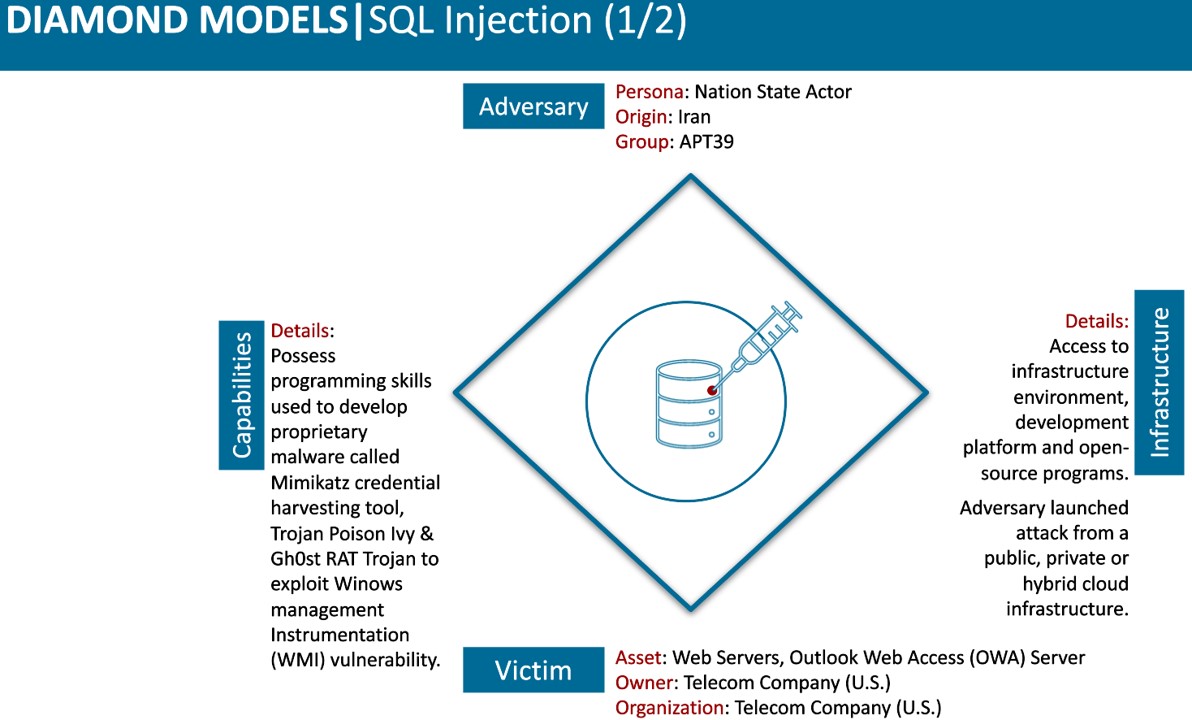 DIAMOND MODELS|SQL Injection (1/2)
Adversary
Persona: Nation State Actor
Origin: Iran
Group: APT39
Capabilities
Details:
Possess
programming skills
used to develop
proprietary
malware called
Mimikatz credential
harvesting tool,
Trojan Poison Ivy &
Gh0st RAT Trojan to
exploit Winows
management
Instrumentation
(WMI) vulnerability.
Details:
Access to
infrastructure
environment,
development
platform and open-
source programs.
Adversary launched
attack from a
public, private or
hybrid cloud
infrastructure.
Infrastructure
Victim
Asset: Web Servers, Outlook Web Access (OWA) Server
Owner: Telecom Company (U.S.)
Organization: Telecom Company (U.S.)